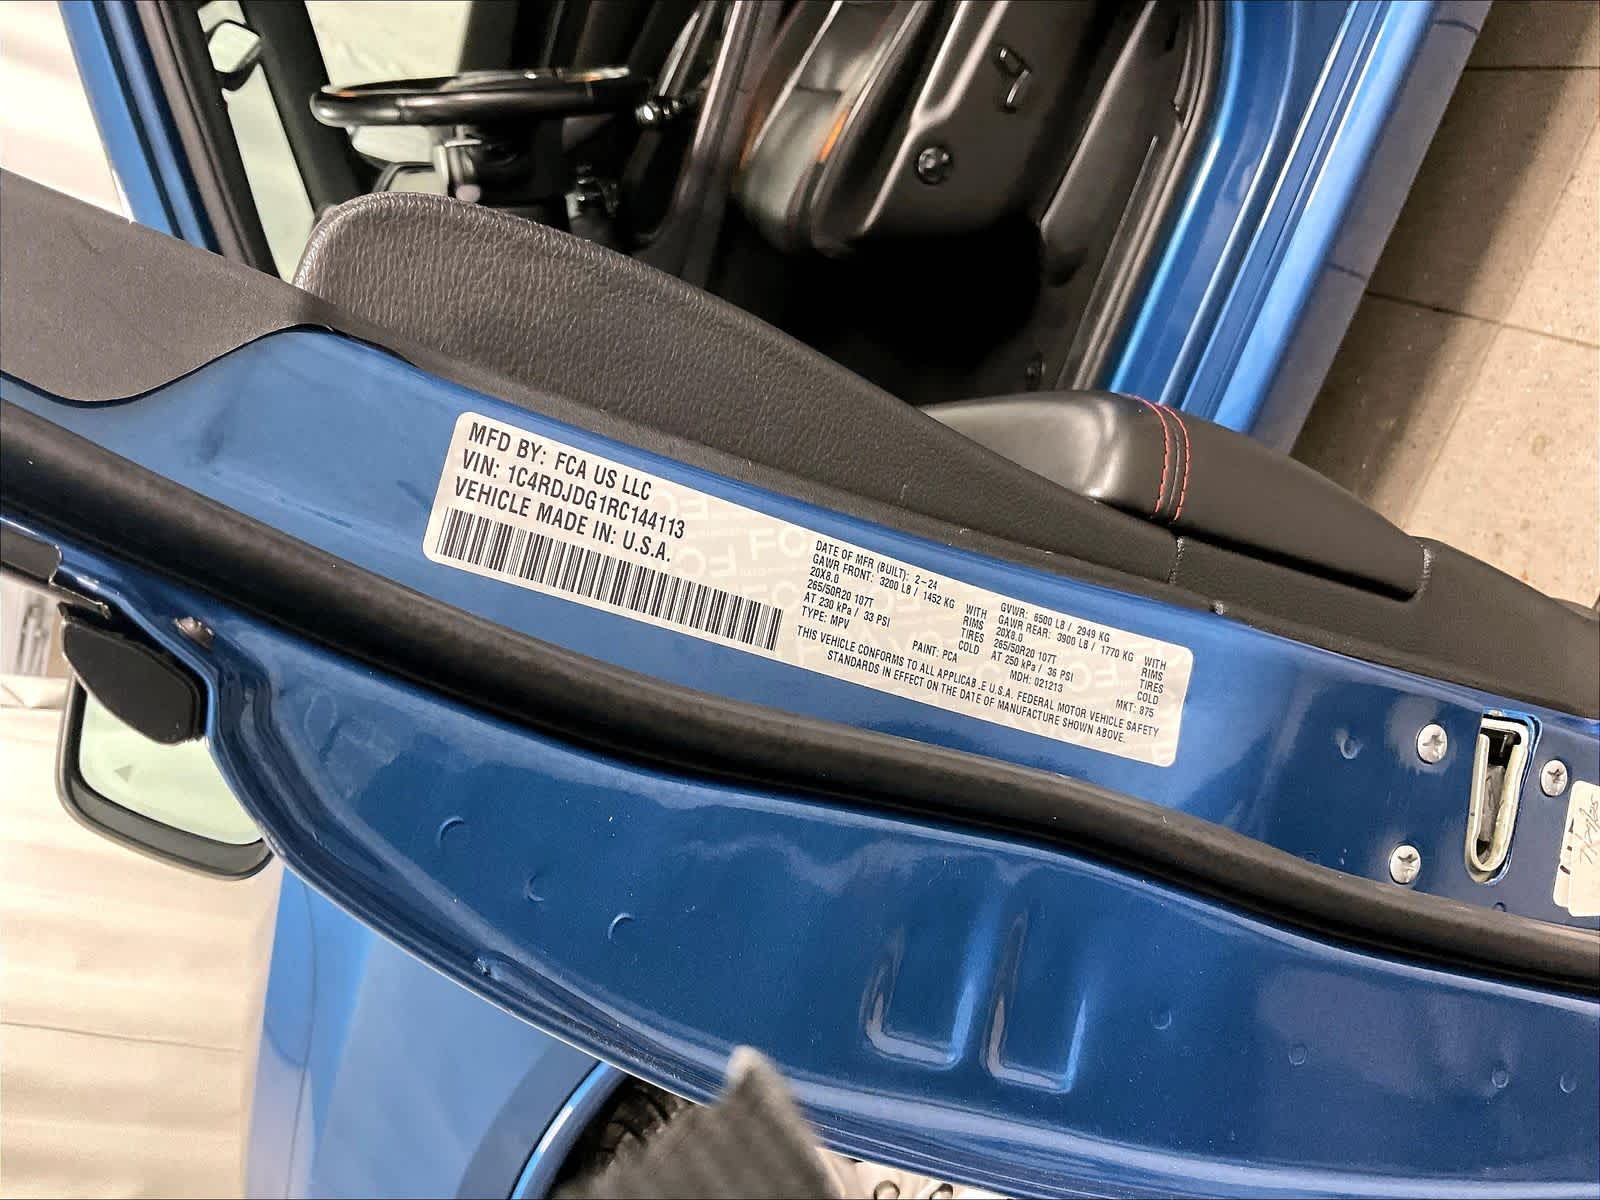 MFD BY: FCA US LLC
VIN: 1C4RDJDG1RC144113
VEHICLE MADE IN: U.S.A.
DATE OF MFR (BUILT): 2-24
GAWR FRONT: 3200 LB / 1452 KG WITH
20X8.0 RIMS
265/50R20 107T TIRES
AT 230 kPa / 33 PSI COLD
TYPE: MPV PAINT: PCA
GVWR: 6500 LB / 2949 KG
GAWR REAR: 3900 LB / 1770 KG WITH
20X8.0 RIMS
265/50R20 107T TIRES
AT 250 kPa / 36 PSI COLD
MDH: 021213 MKT: 875
THIS VEHICLE CONFORMS TO ALL APPLICAB_E U.S.A. FEDERAL MOTOR VEHICLE SAFETY
STANDARDS IN EFFECT ON THE DATE OF MANUFACTURE SHOWN ABOVE.